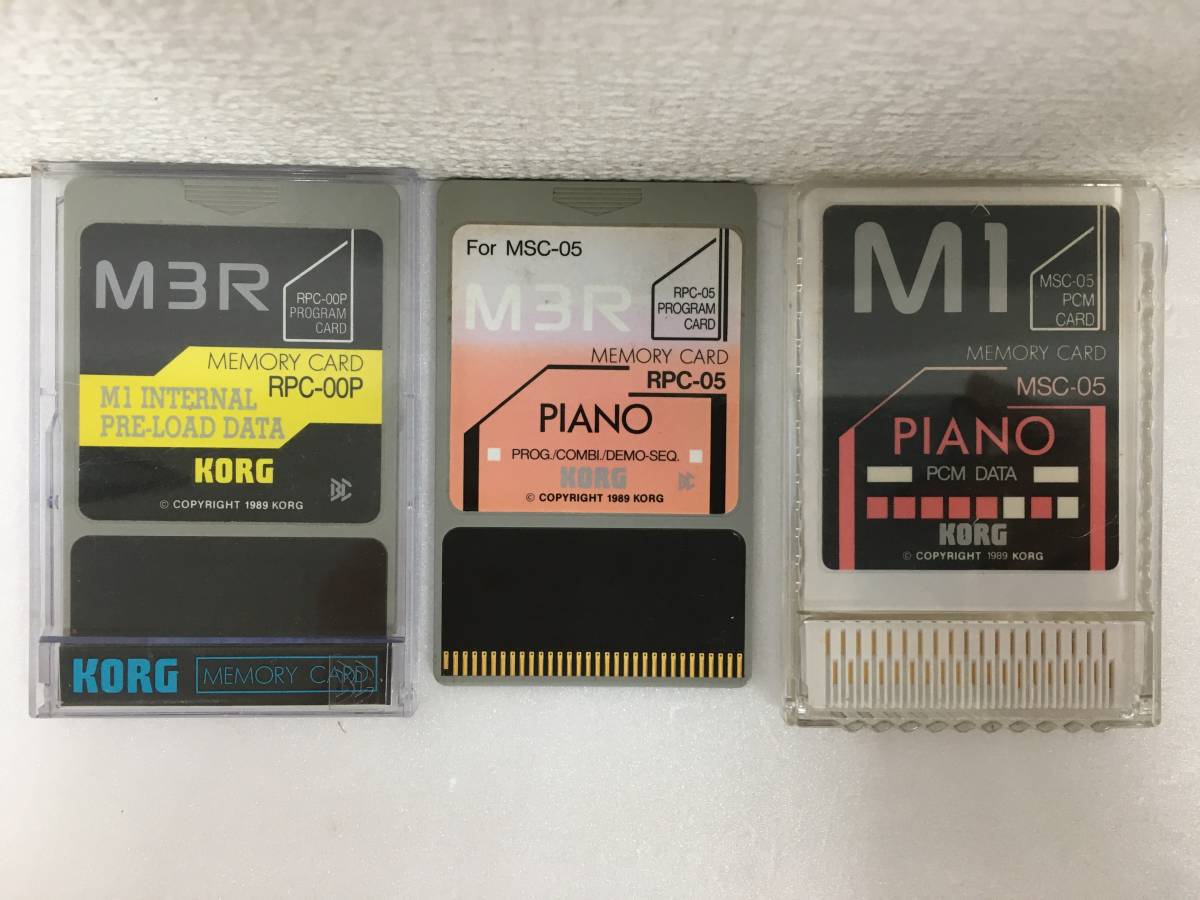 M3R
RPC-00P
PROGRAM
CARD
MEMORY CARD
RPC-00P
M1 INTERNAL
PRE-LOAD DATA
KORG
© COPYRIGHT 1989 KORG
KORG
MEMORY CARD
For MSC-05
M3R
RPC-05
PROGRAM
CARD
MEMORY CARD
RPC-05
PIANO
PROG./COMBI/DEMO-SEQ.
KORG
© COPYRIGHT 1989 KORG
M1
MSC-05
PCM
CARD
MEMORY CARD
MSC-05
PIANO
PCM DATA
KORG
© COPYRIGHT 1989 KORG